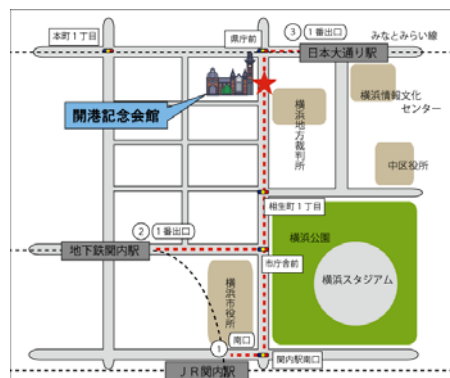 本町1丁目
県庁前
3
1番出口
みなとみらい線
日本大通り駅
開港記念会館
横浜地方裁判所
横浜情報文化
センター
中区役所
相生町1丁目
2
1番出口
地下鉄関内駅
市庁舎前
横浜公園
横浜スタジアム
横浜市役所
1
南口
関内駅南口
JR関内駅